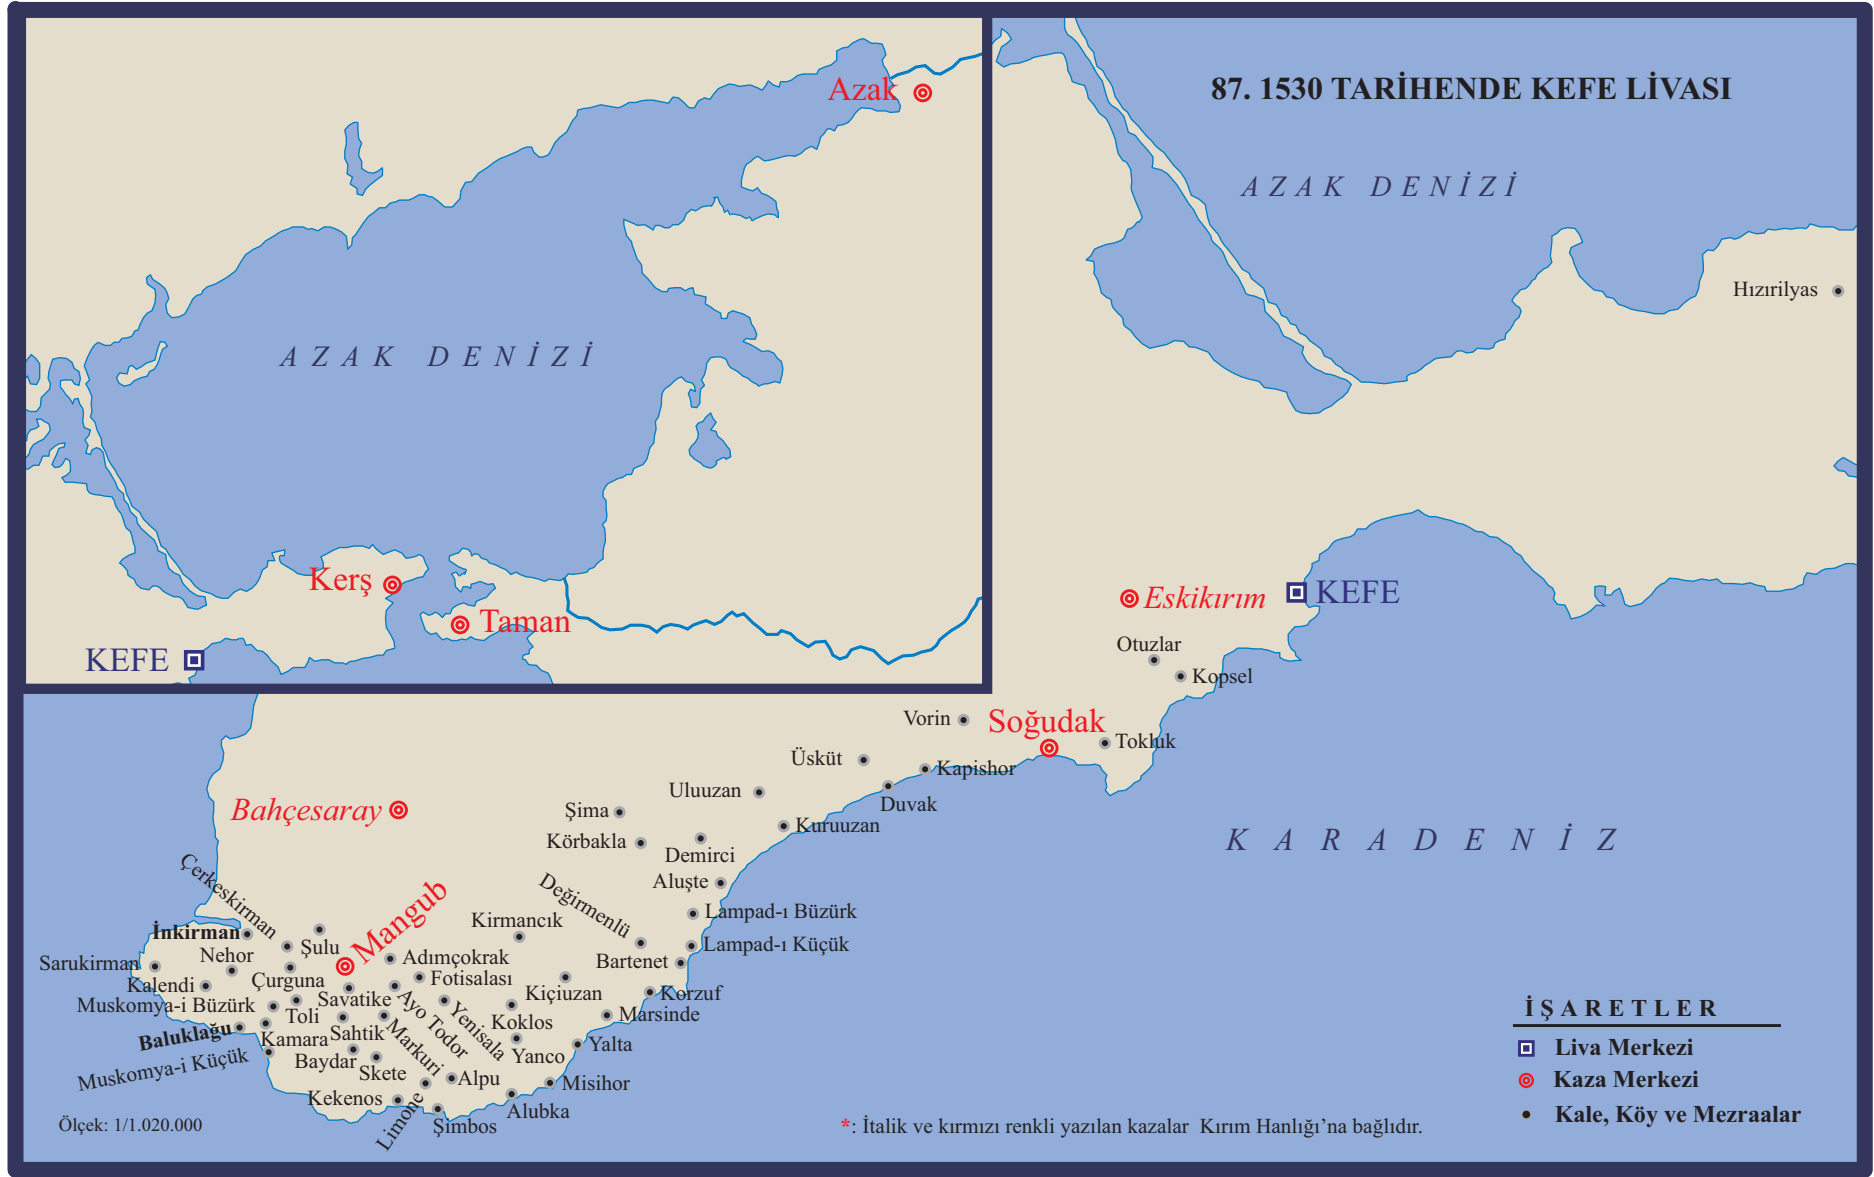 87. 1530 TARİHENDE KEFE LİVASI
Azak
AZAK DENİZİ
AZAK DENİZİ
Hızırilyas
Kerş
Taman
KEFE
Eskikırım
KEFE
Otuzlar
Kopsel
Vorin
Soğudak
Tokluk
Üsküt
Kapishor
Uluuzan
Duvak
Bahçesaray
Şima
Kuruuzan
Körbakla
Demirci
KARADENİZ
Çerkeskirman
Mangub
Değirmenlü
Aluşte
Lampad-ı Büzürk
Kirmancık
İnkirman
Şulu
Lampad-ı Küçük
Nehor
Adımçokrak
Bartenet
Sarukirman
Çurguna
Fotisalası
Kalendi
Savatike
Kiçiuzan
Korzuf
Muskomya-i Büzürk
Toli
Ayo Todor
Yenisala
Koklos
Marsinde
Baluklağu
Kamara
Sahtik
Markuri
Yanco
Yalta
Muskomya-i Küçük
Baydar
Skete
Alpu
Misihor
Kekenos
Limone
Şimbos
Alubka
Ölçek: 1/1.020.000
*: İtalik ve kırmızı renkli yazılan kazalar Kırım Hanlığı’na bağlıdır.
İŞARETLER
Liva Merkezi
Kaza Merkezi
Kale, Köy ve Mezraalar